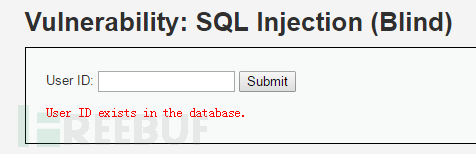 Vulnerability: SQL Injection (Blind)
User ID: Submit
User ID exists in the database.
FREEBUF